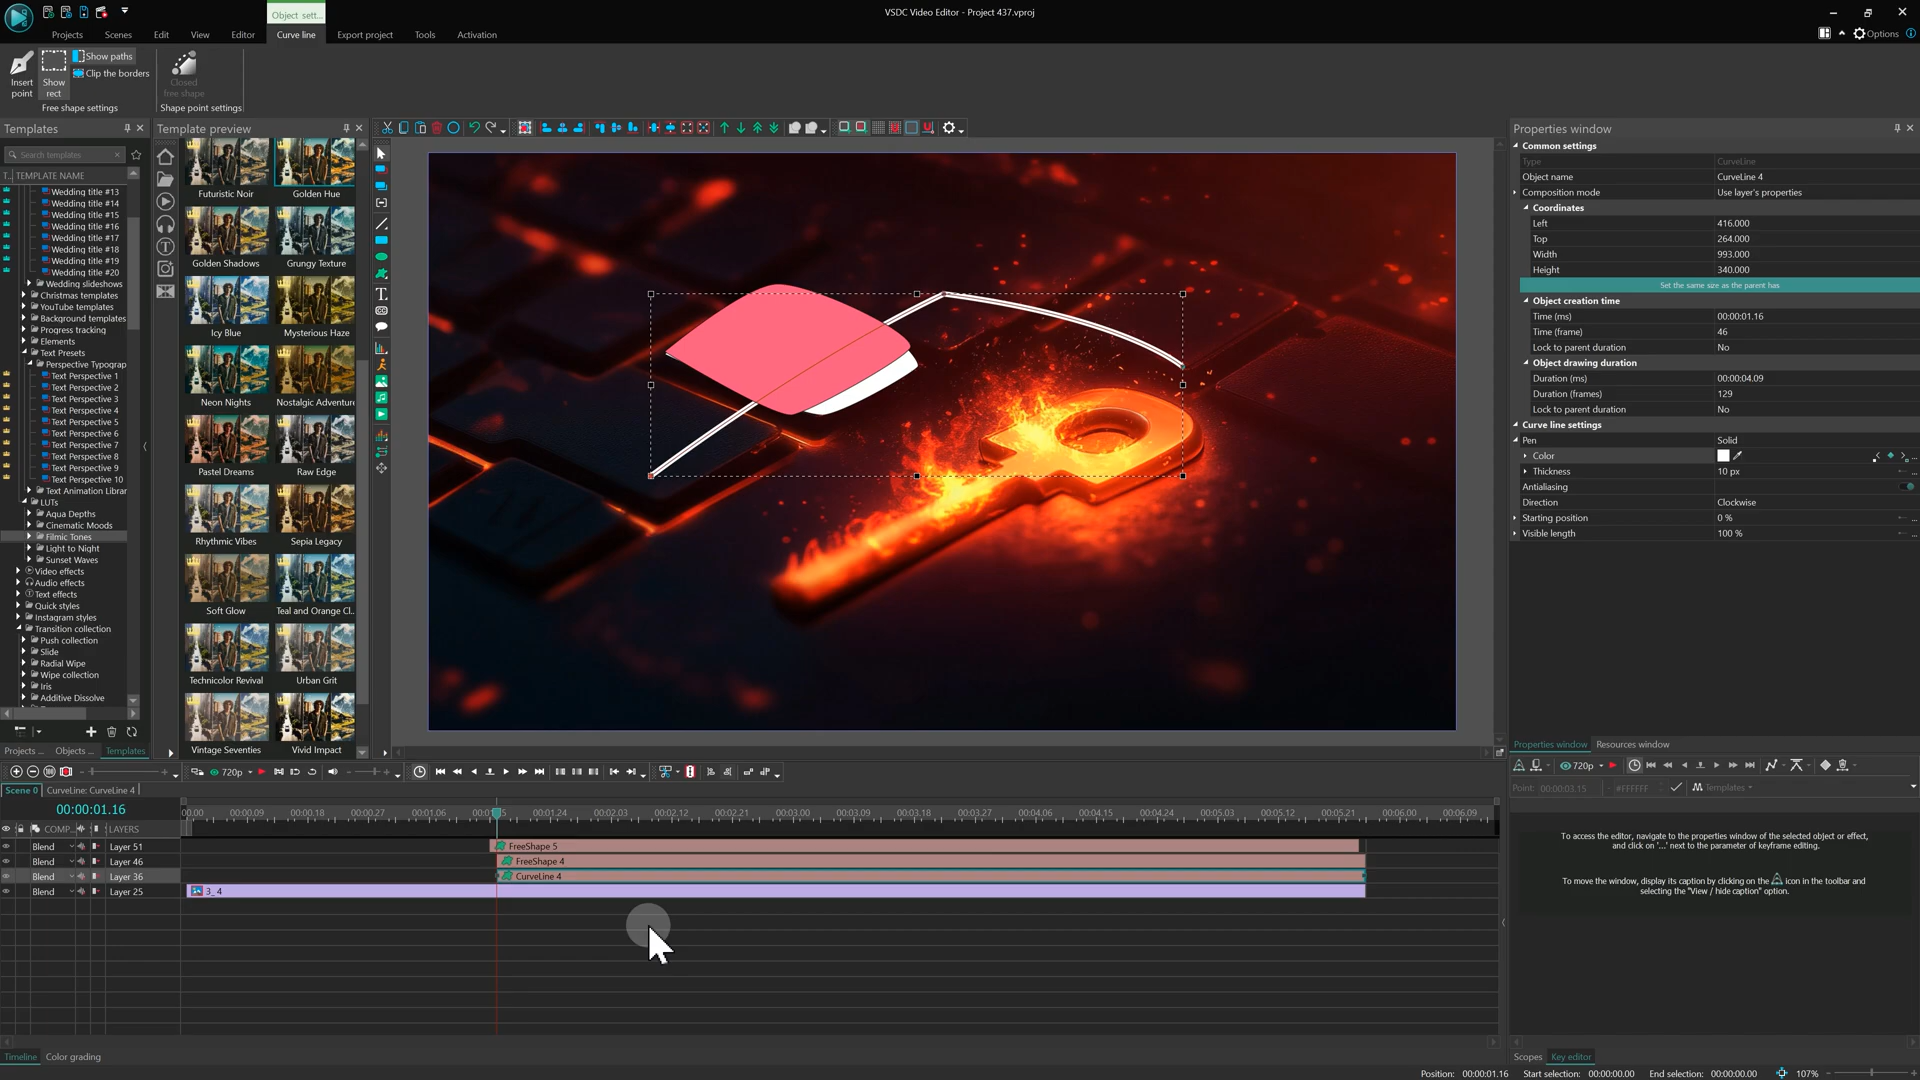 VSDC Video Editor - Project 437.vproj
Object sett...
Projects
Scenes
Edit
View
Editor
Curve line
Export project
Tools
Activation
Options
Insert point
Show rect
Show paths
Clip the borders
Closed free shape
Free shape settings
Shape point settings
Templates
Search templates
T... TEMPLATE NAME
Wedding title #13
Wedding title #14
Wedding title #15
Wedding title #16
Wedding title #17
Wedding title #18
Wedding title #19
Wedding title #20
Wedding slideshows
Christmas templates
YouTube templates
Background templates
Progress tracking
Elements
Text Presets
Perspective Typograp
Text Perspective 1
Text Perspective 2
Text Perspective 3
Text Perspective 4
Text Perspective 5
Text Perspective 6
Text Perspective 7
Text Perspective 8
Text Perspective 9
Text Perspective 10
Text Animation Librar
LUTs
Aqua Depths
Cinematic Moods
Filmic Tones
Light to Night
Sunset Waves
Video effects
Audio effects
Text effects
Quick styles
Instagram styles
Transition collection
Push collection
Slide
Radial Wipe
Wipe collection
Iris
Additive Dissolve
Projects ...
Objects ...
Templates
Template preview
Futuristic Noir
Golden Hue
Golden Shadows
Grungy Texture
Icy Blue
Mysterious Haze
Neon Nights
Nostalgic Adventure
Pastel Dreams
Raw Edge
Rhythmic Vibes
Sepia Legacy
Soft Glow
Teal and Orange Cl...
Technicolor Revival
Urban Grit
Vintage Seventies
Vivid Impact
Properties window
Common settings
Type CurveLine
Object name CurveLine 4
Composition mode Use layer's properties
Coordinates
Left 416.000
Top 264.000
Width 993.000
Height 340.000
Set the same size as the parent has
Object creation time
Time (ms) 00:00:01.16
Time (frame) 46
Lock to parent duration No
Object drawing duration
Duration (ms) 00:00:04.09
Duration (frames) 129
Lock to parent duration No
Curve line settings
Pen Solid
Color
Thickness 10 px
Antialiasing
Direction Clockwise
Starting position 0 %
Visible length 100 %
Properties window
Resources window
720p
720p
Scene 0
CurveLine: CurveLine 4
Point: 00:00:03.15
#FFFFFF
Templates
00:00:01.16
00:00 00:00:09 00:00:18 00:00:27 00:01:06 00:01:24 00:02:03 00:02:12 00:02:21 00:03:00 00:03:09 00:03:18 00:03:27 00:04:06 00:04:15 00:04:24 00:05:03 00:05:12 00:05:21 00:06:00 00:06:09
COMP... LAYERS
Blend Layer 51 FreeShape 5
Blend Layer 46 FreeShape 4
Blend Layer 36 CurveLine 4
Blend Layer 25 3_4
To access the editor, navigate to the properties window of the selected object or effect,
and click on '...' next to the parameter of keyframe editing.
To move the window, display its caption by clicking on the icon in the toolbar and
selecting the "View / hide caption" option.
Timeline
Color grading
Scopes
Key editor
Position: 00:00:01.16
Start selection: 00:00:00.00
End selection: 00:00:00.00
107%